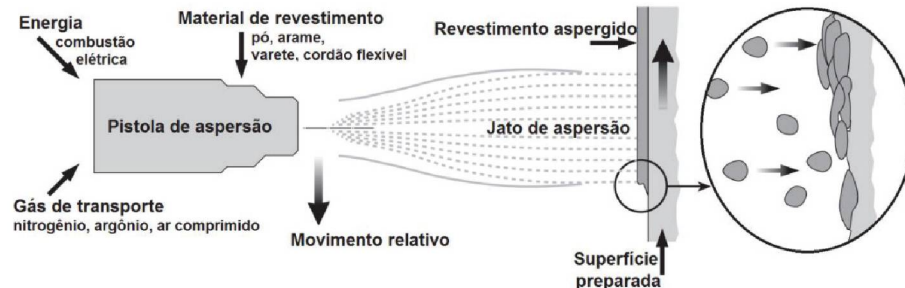 Energia
combustão
elétrica
Material de revestimento
pó, arame,
varete, cordão flexível
Revestimento aspergido
Pistola de aspersão
Jato de aspersão
Gás de transporte
nitrogênio, argônio, ar comprimido
Movimento relativo
Superfície
preparada